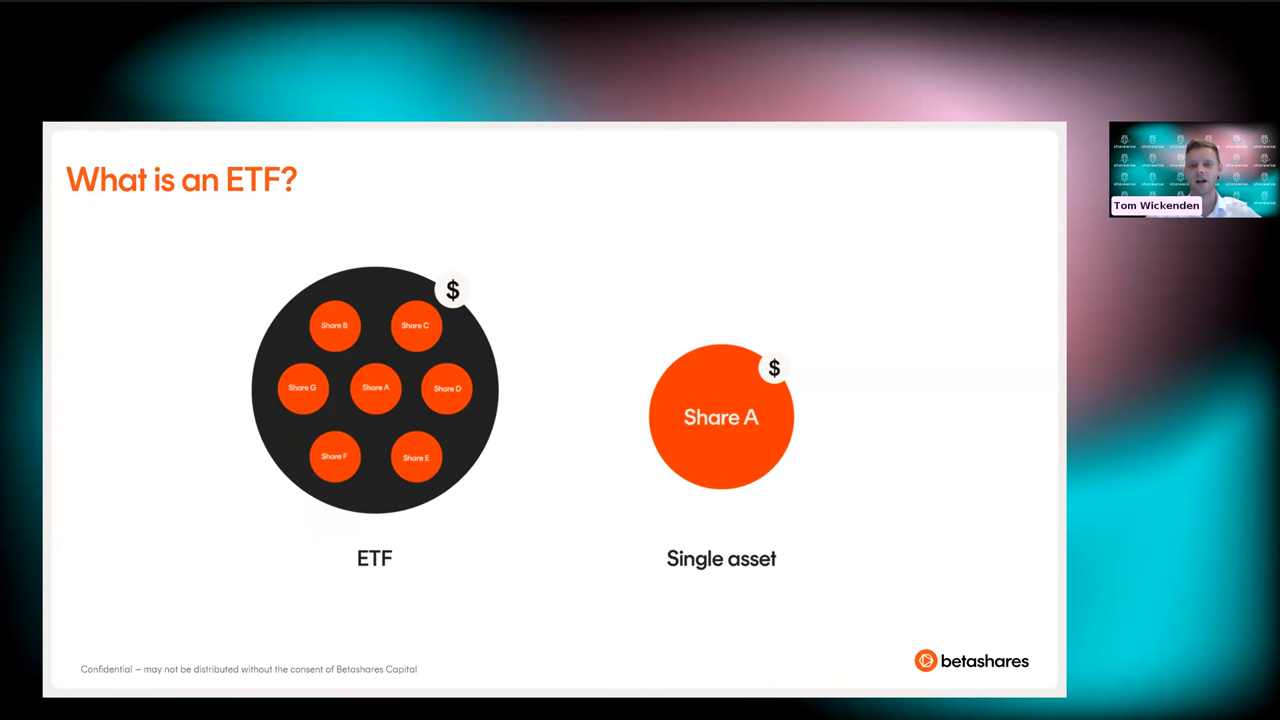 What is an ETF?
$
Share B
Share C
Share G
Share A
Share D
Share F
Share E
$
Share A
ETF
Single asset
Confidential – may not be distributed without the consent of Betashares Capital
betashares
Tom Wickenden